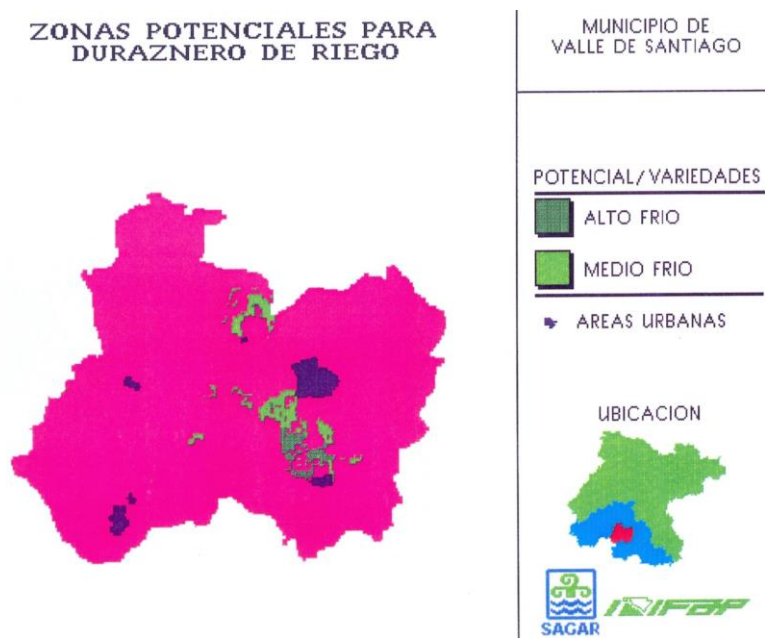 ZONAS POTENCIALES PARA
DURAZNERO DE RIEGO
MUNICIPIO DE
VALLE DE SANTIAGO
POTENCIAL/VARIEDADES
ALTO FRIO
MEDIO FRIO
AREAS URBANAS
UBICACION
SAGAR
INIFAP